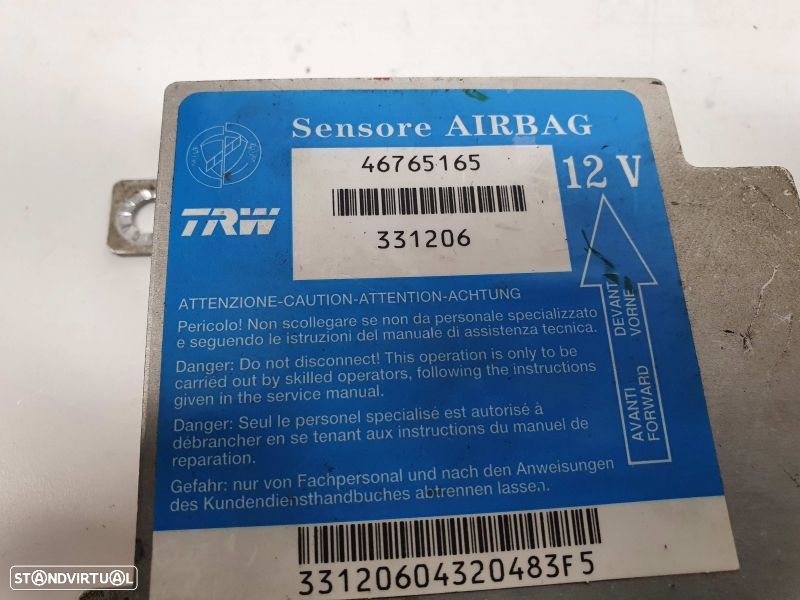 Sensore AIRBAG
46765165
12 V
TRW
331206
ATTENZIONE-CAUTION-ATTENTION-ACHTUNG
Pericolo! Non scollegare se non da personale specializzato
e seguendo le istruzioni del manuale di assistenza tecnica.
Danger: Do not disconnect! This operation is only to be
carried out by skilled operators, following the instructions
given in the service manual.
Danger: Seul le personel specialisé est autorisé à
débrancher en se tenant aux instructions du manuel de
reparation.
Gefahr: nur von Fachpersonal und nach den Anweisungen
des Kundendiensthandbuches abtrennen lassen.
DEVANT
VORNE
AVANTI
FORWARD
33120604320483F5
STANDVIRTUAL